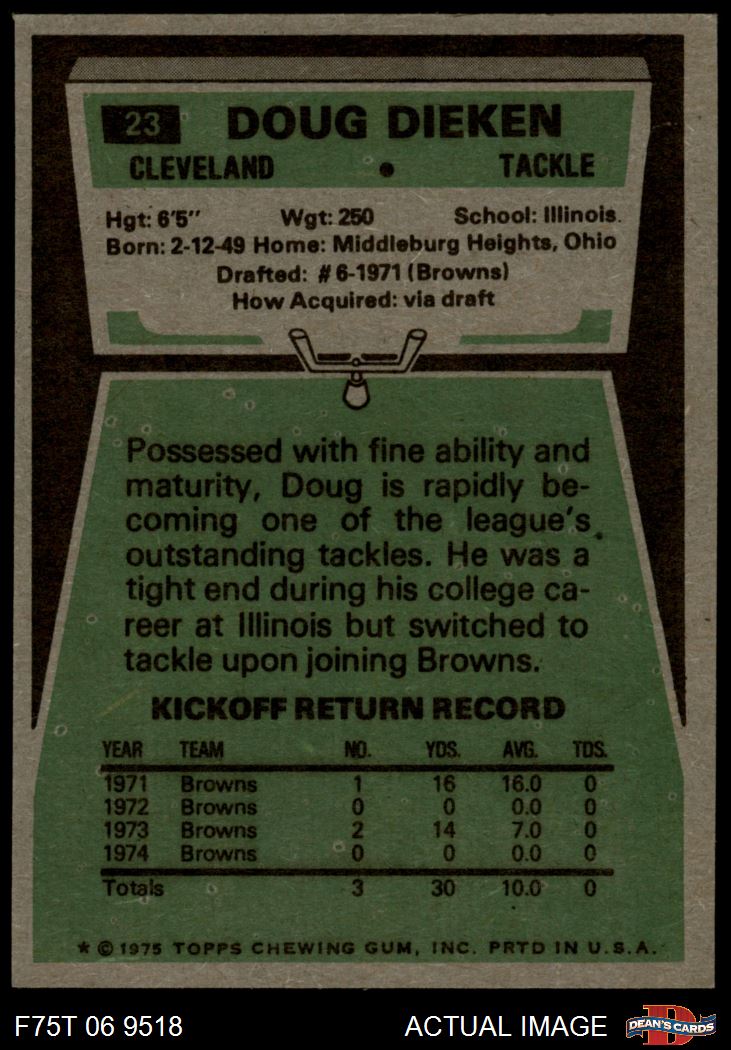 23 DOUG DIEKEN
CLEVELAND • TACKLE
Hgt: 6'5" Wgt: 250 School: Illinois.
Born: 2-12-49 Home: Middleburg Heights, Ohio
Drafted: #6-1971 (Browns)
How Acquired: via draft
Possessed with fine ability and
maturity, Doug is rapidly be-
coming one of the league's
outstanding tackles. He was a
tight end during his college ca-
reer at Illinois but switched to
tackle upon joining Browns.
KICKOFF RETURN RECORD
YEAR TEAM NO. YDS. AVG. TDS.
1971 Browns 1 16 16.0 0
1972 Browns 0 0 0.0 0
1973 Browns 2 14 7.0 0
1974 Browns 0 0 0.0 0
Totals 3 30 10.0 0
* © 1975 TOPPS CHEWING GUM, INC. PRTD IN U.S.A.
F75T 06 9518 ACTUAL IMAGE DEAN'S CARDS